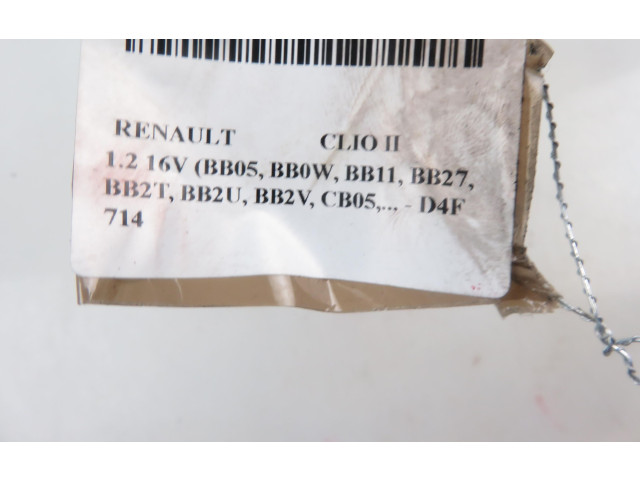 RENAULT CLIO II
1.2 16V (BB05, BB0W, BB11, BB27,
BB2T, BB2U, BB2V, CB05,... - D4F
714